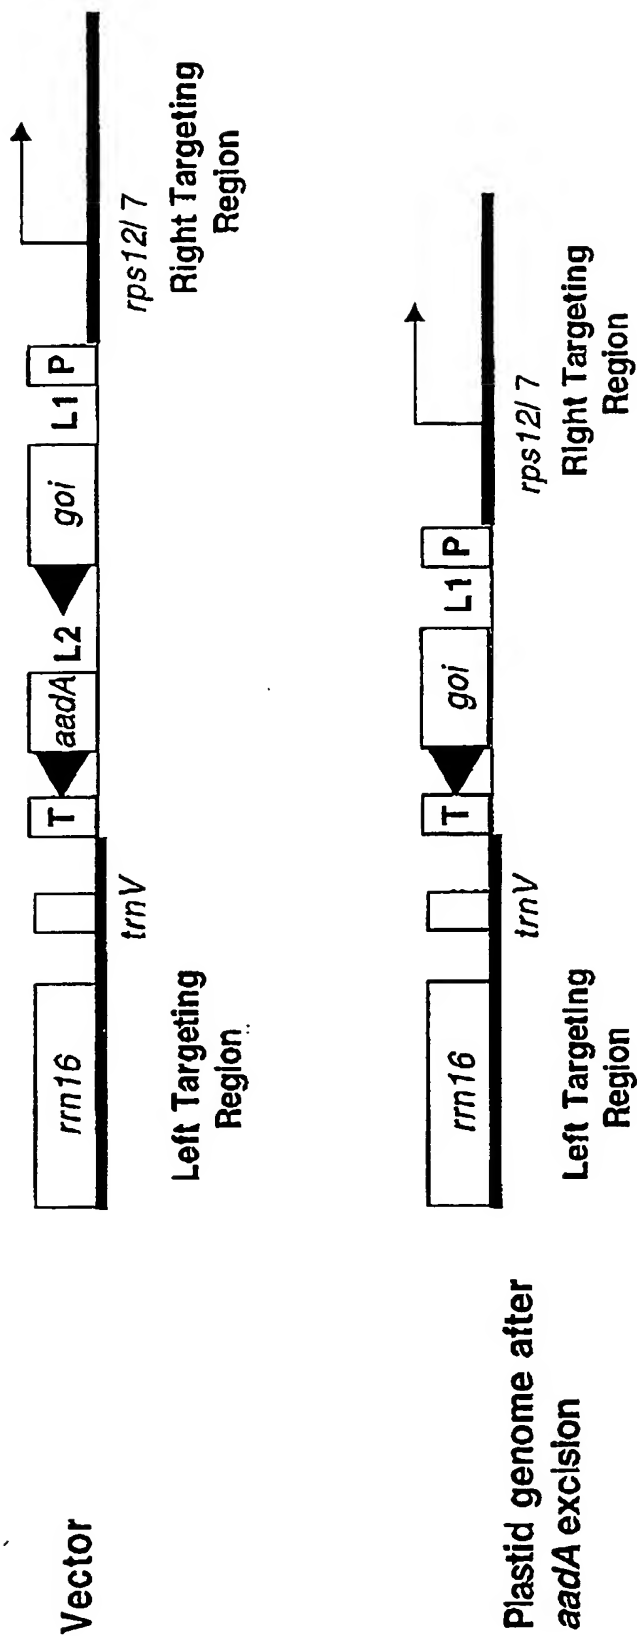 Vector
rrn16
trnV
T
aadA
L2
goi
L1
P
rps12/7
Left Targeting
Region
Right Targeting
Region
Plastid genome after
aadA excision
rrn16
trnV
T
goi
L1
P
rps12/7
Left Targeting
Region
Right Targeting
Region